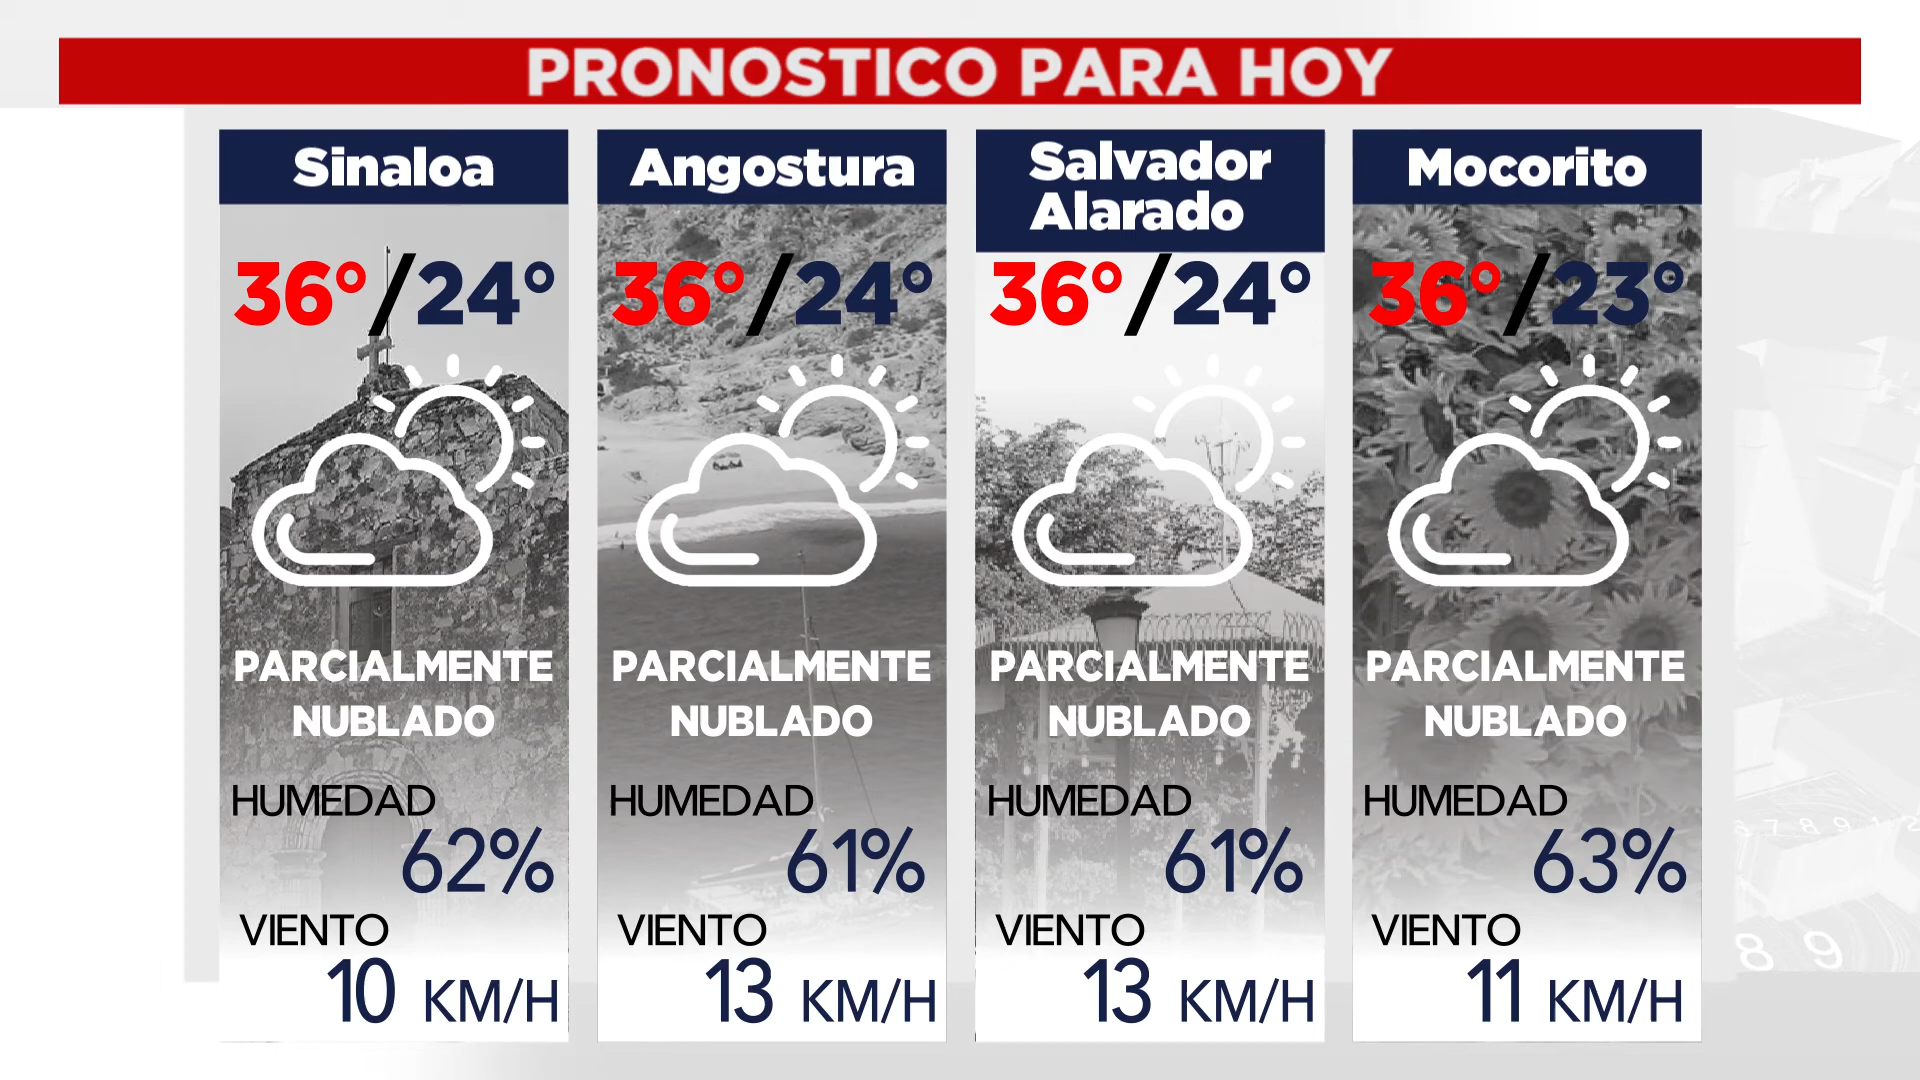 PRONOSTICO PARA HOY
Sinaloa
36°/24°
PARCIALMENTE
NUBLADO
HUMEDAD
62%
VIENTO
10 KM/H
Angostura
36°/24°
PARCIALMENTE
NUBLADO
HUMEDAD
61%
VIENTO
13 KM/H
Salvador
Alarado
36°/24°
PARCIALMENTE
NUBLADO
HUMEDAD
61%
VIENTO
13 KM/H
Mocorito
36°/23°
PARCIALMENTE
NUBLADO
HUMEDAD
63%
VIENTO
11 KM/H
8 9